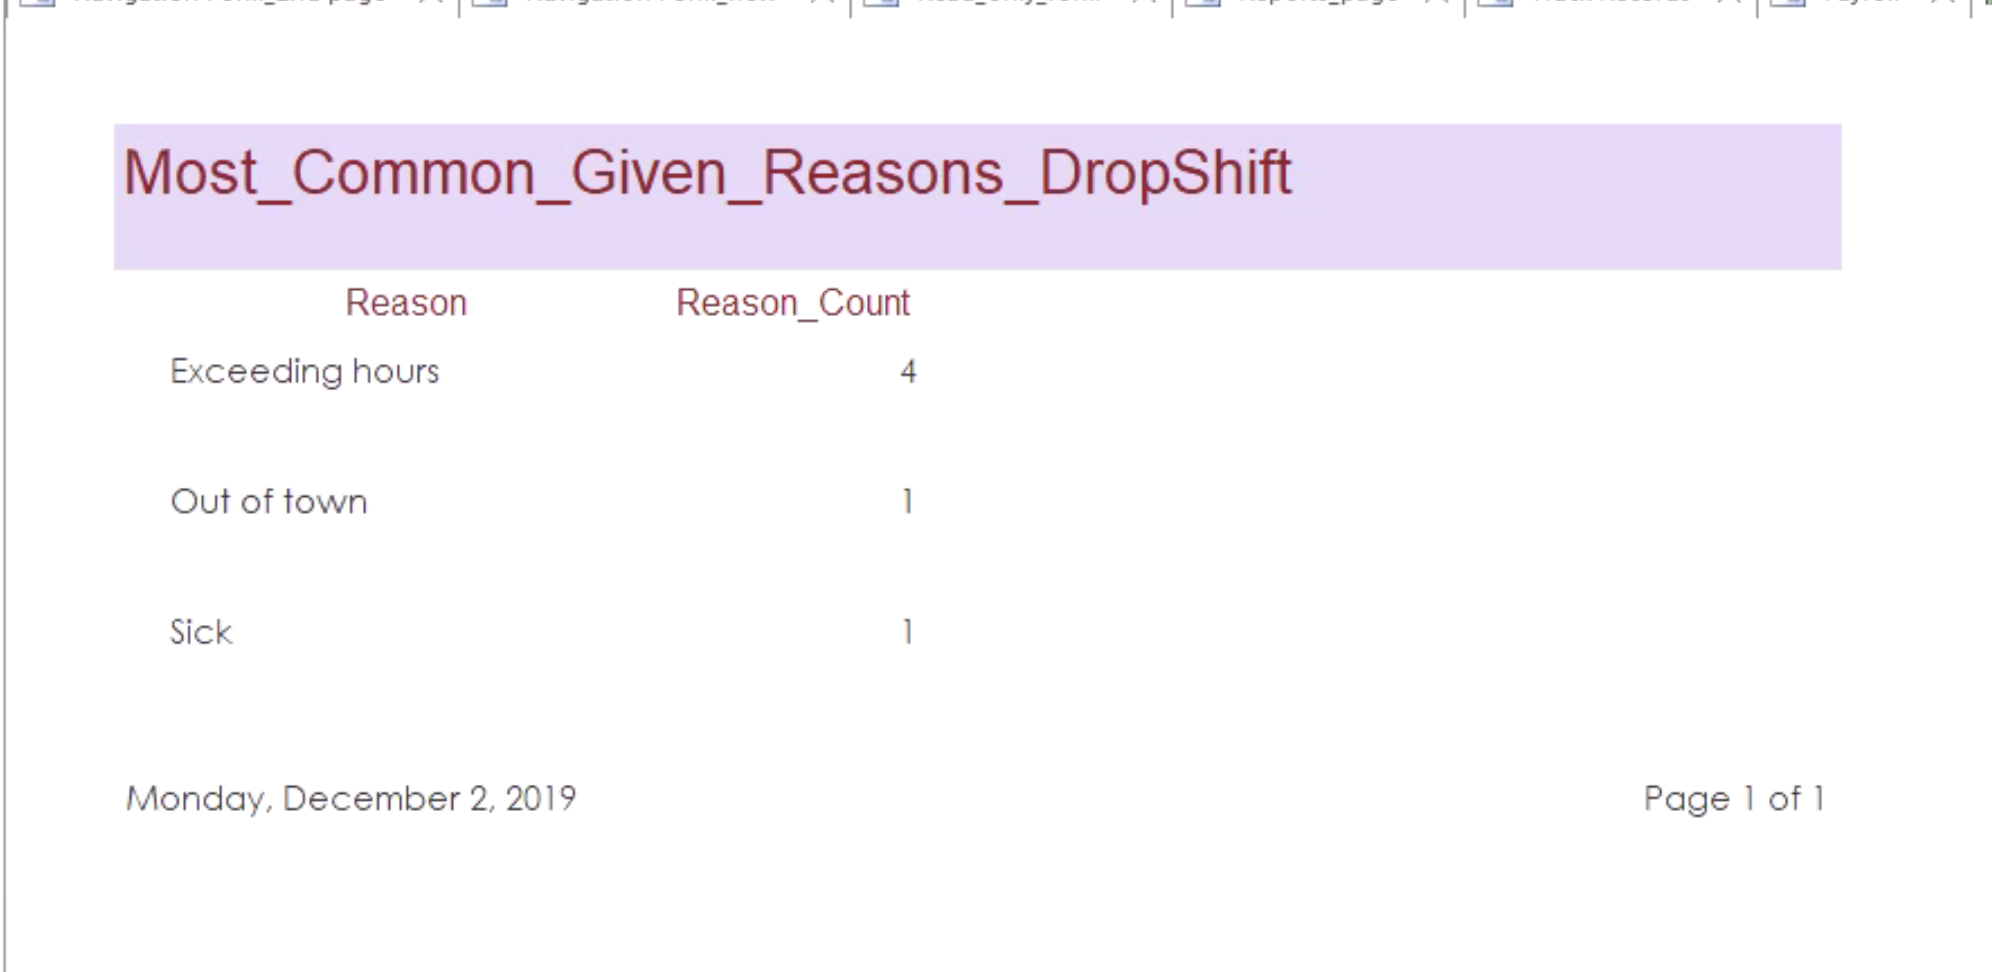 Most_Common_Given_Reasons_DropShift
Reason Reason_Count
Exceeding hours 4
Out of town 1
Sick 1
Monday, December 2, 2019 Page 1 of 1